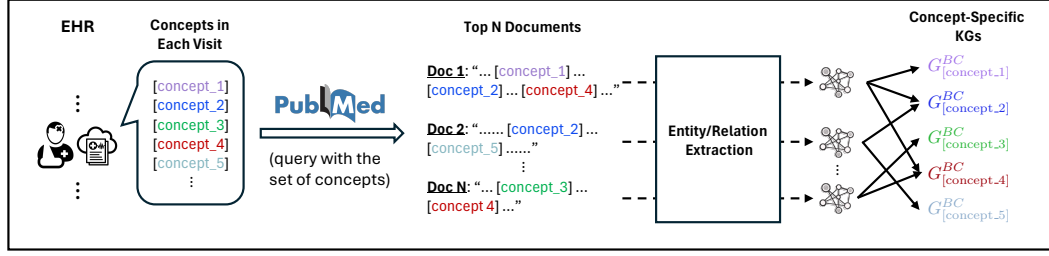 EHR
Concepts in
Each Visit
[concept_1]
[concept_2]
[concept_3]
[concept_4]
[concept_5]
⋮
PubMed
(query with the
set of concepts)
Top N Documents
Doc 1: “... [concept_1] ...
[concept_2] ... [concept_4] ...”
Doc 2: “...... [concept_2] ...
[concept_5] ......”
⋮
Doc N: “... [concept_3] ...
[concept 4] ...”
Entity/Relation
Extraction
Concept-Specific
KGs
G^{BC}_{[concept_1]}
G^{BC}_{[concept_2]}
G^{BC}_{[concept_3]}
G^{BC}_{[concept_4]}
G^{BC}_{[concept_5]}